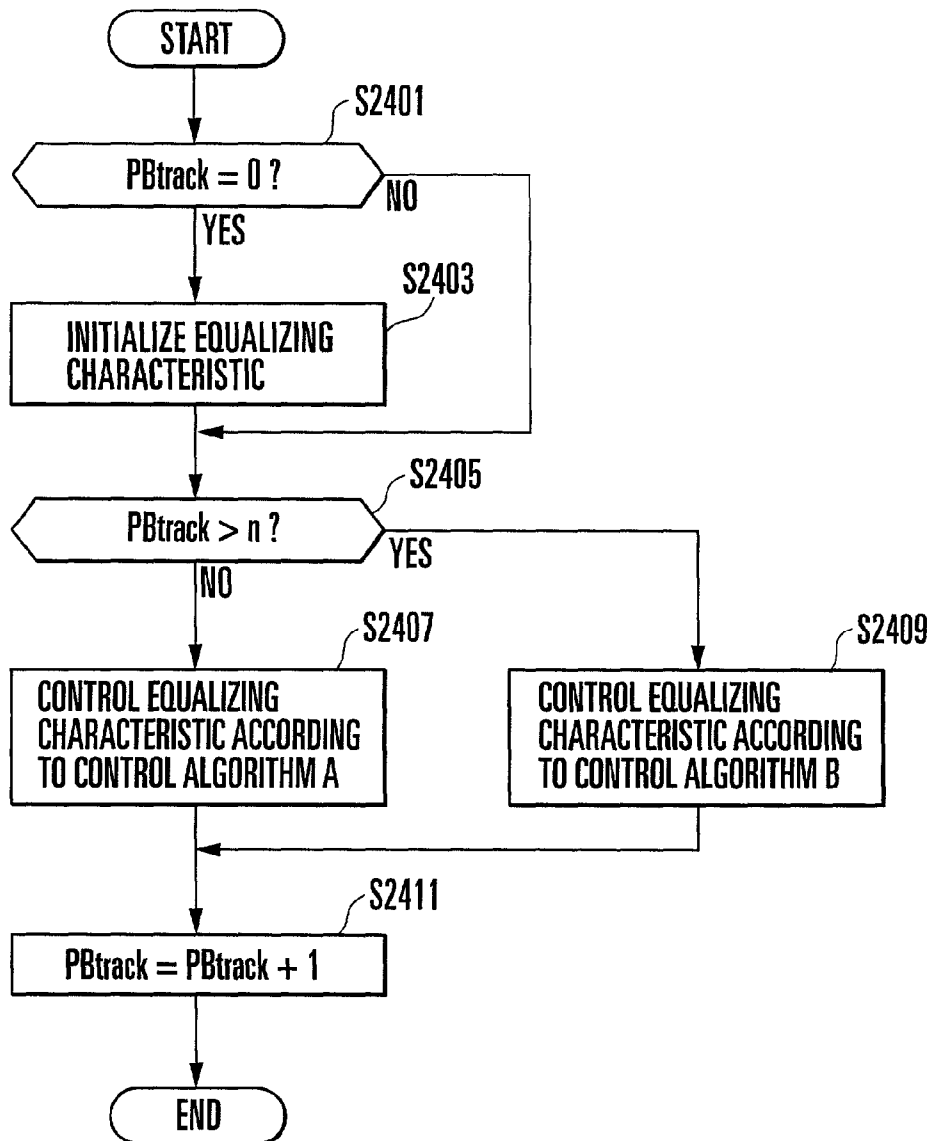 START
S2401
PBtrack = 0 ?
NO
YES
S2403
INITIALIZE EQUALIZING
CHARACTERISTIC
S2405
PBtrack > n ?
YES
NO
S2407
S2409
CONTROL EQUALIZING
CHARACTERISTIC ACCORDING
TO CONTROL ALGORITHM A
CONTROL EQUALIZING
CHARACTERISTIC ACCORDING
TO CONTROL ALGORITHM B
S2411
PBtrack = PBtrack + 1
END